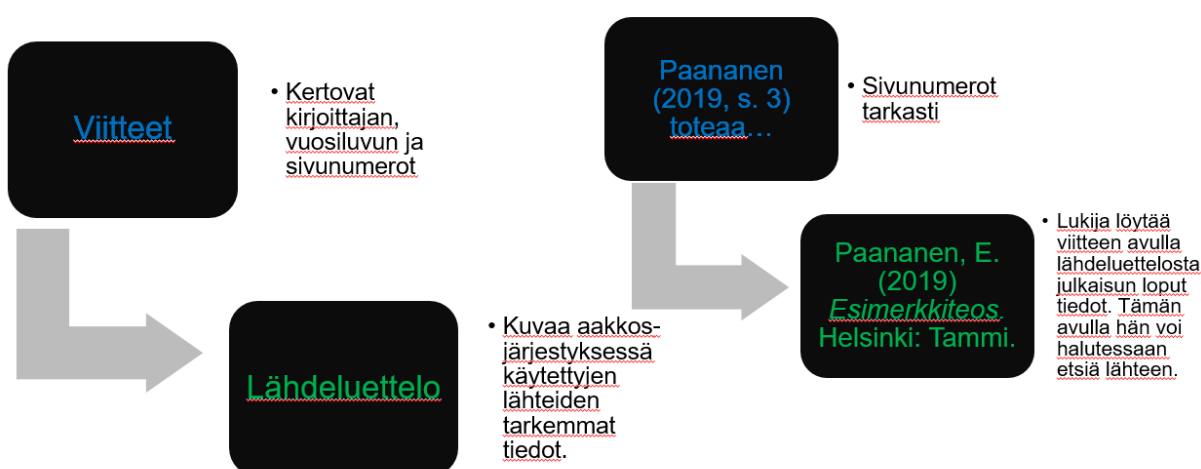 Viitteet
• Kertovat
kirjoittajan,
vuosiluvun ja
sivunumerot
Lähdeluettelo
• Kuvaa aakkos-
järjestyksessä
käytettyjen
lähteiden
tarkemmat
tiedot.
Paananen
(2019, s. 3)
toteaa…
• Sivunumerot
tarkasti
Paananen, E.
(2019)
Esimerkkiteos.
Helsinki: Tammi.
• Lukija löytää
viitteen avulla
lähdeluettelosta
julkaisun loput
tiedot. Tämän
avulla hän voi
halutessaan
etsiä lähteen.